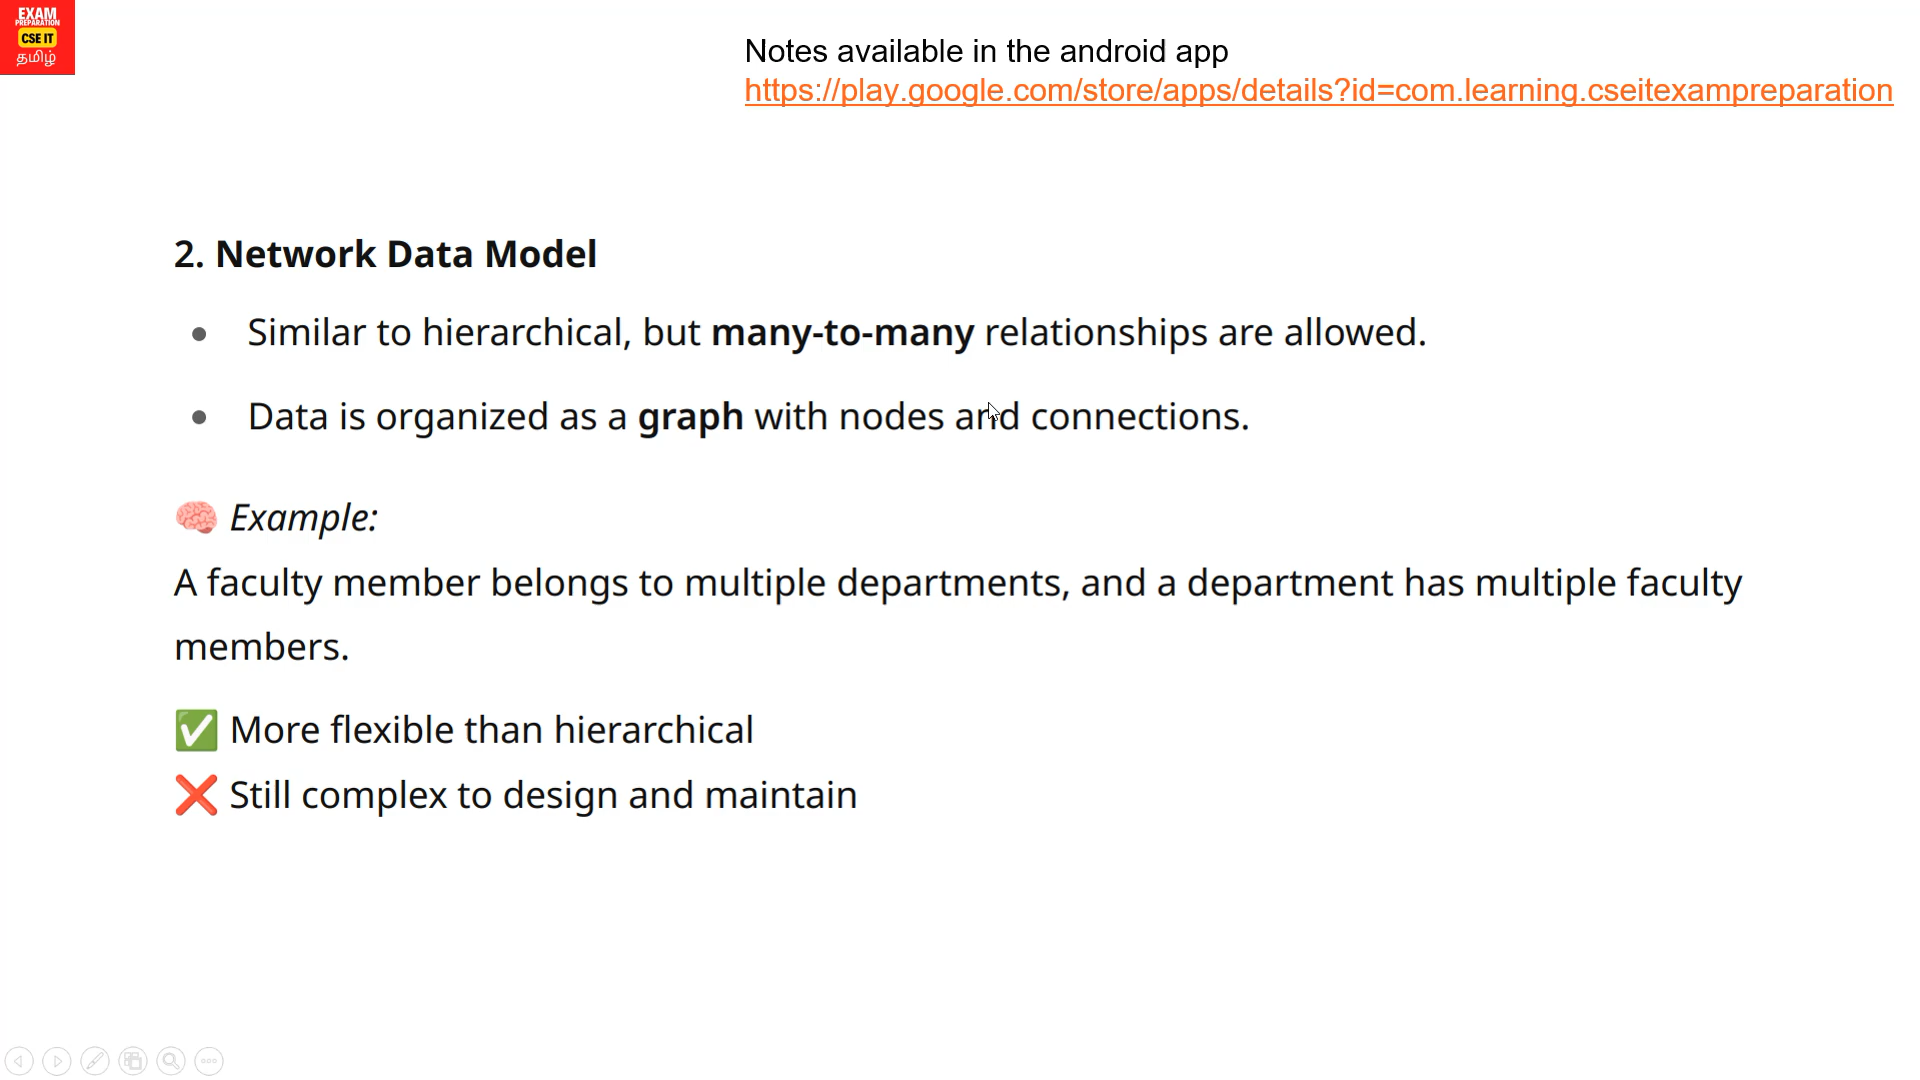 EXAM
PREPARATION
CSE IT
தமிழ்
Notes available in the android app
https://play.google.com/store/apps/details?id=com.learning.cseitexampreparation
2. Network Data Model
• Similar to hierarchical, but many-to-many relationships are allowed.
• Data is organized as a graph with nodes and connections.
🧠 Example:
A faculty member belongs to multiple departments, and a department has multiple faculty
members.
✅ More flexible than hierarchical
❌ Still complex to design and maintain